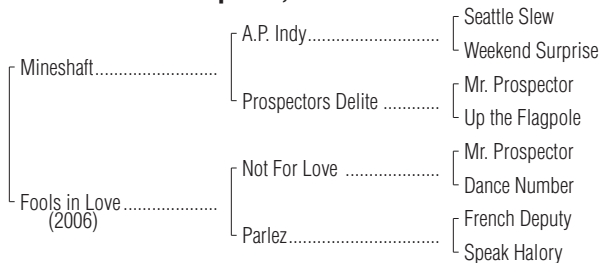 Mineshaft..........................
Fools in Love....................
(2006)
A.P. Indy............................
Prospectors Delite ............
Not For Love ....................
Parlez................................
Seattle Slew
Weekend Surprise
Mr. Prospector
Up the Flagpole
Mr. Prospector
Dance Number
French Deputy
Speak Halory